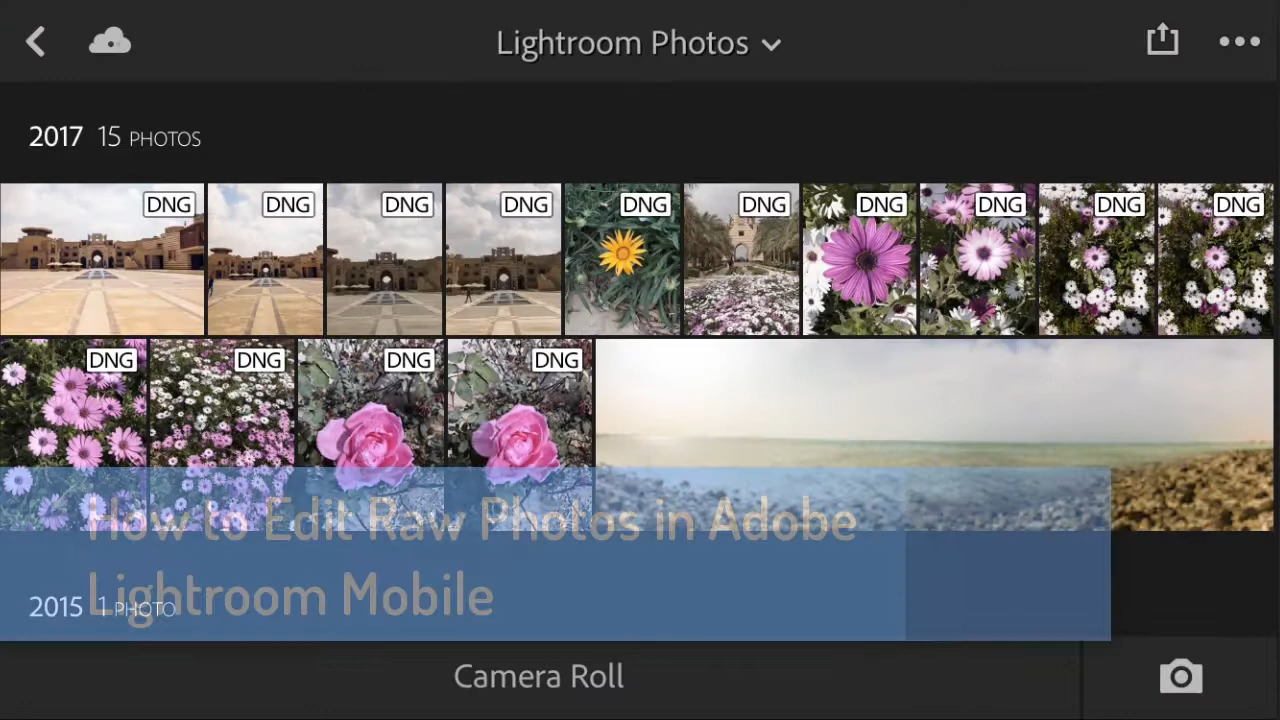 Lightroom Photos
2017 15 PHOTOS
DNG DNG DNG DNG DNG DNG DNG DNG DNG DNG
DNG DNG DNG DNG
How to Edit Raw Photos in Adobe
Lightroom Mobile
2015 1 PHOTO
Camera Roll